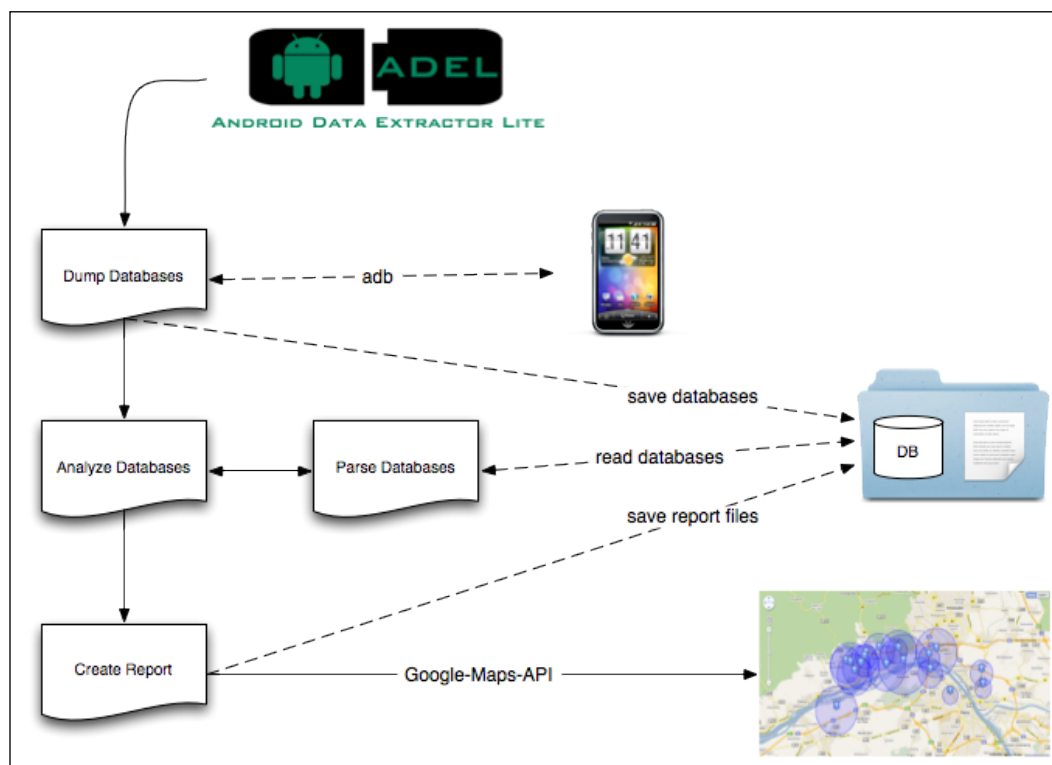 ADEL
ANDROID DATA EXTRACTOR LITE
11 41
Dump Databases
adb
save databases
DB
Analyze Databases
Parse Databases
read databases
save report files
Create Report
Google-Maps-API